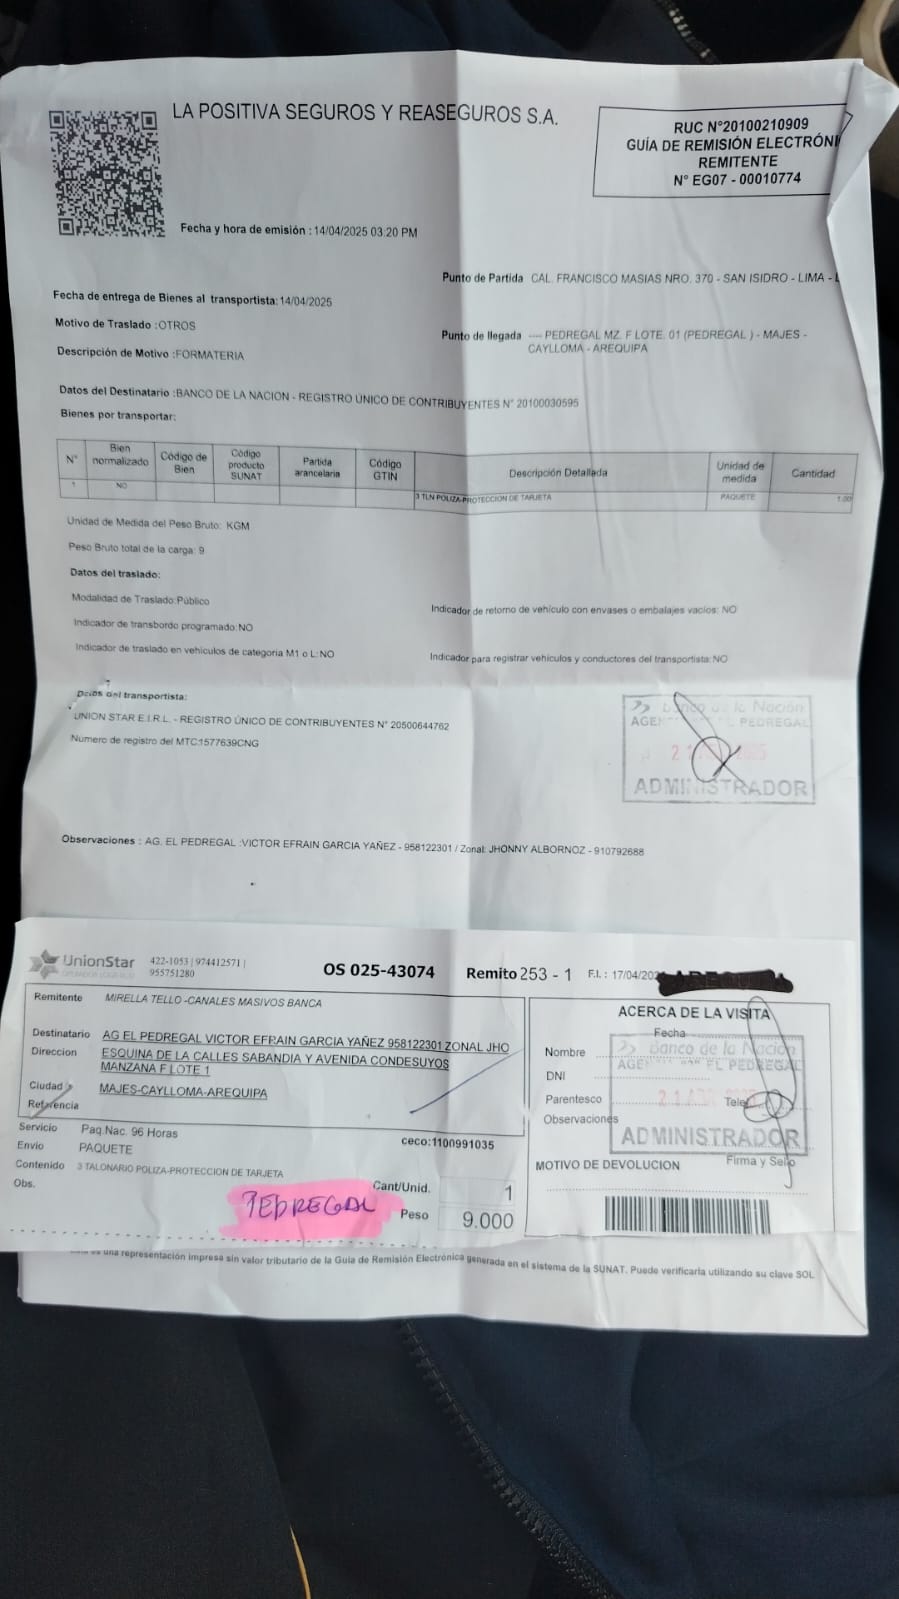 LA POSITIVA SEGUROS Y REASEGUROS S.A.
RUC N°20100210909
GUÍA DE REMISIÓN ELECTRÓNI
REMITENTE
N° EG07 - 00010774
Fecha y hora de emisión : 14/04/2025 03:20 PM
Punto de Partida CAL. FRANCISCO MASIAS NRO. 370 - SAN ISIDRO - LIMA -
Fecha de entrega de Bienes al transportista: 14/04/2025
Motivo de Traslado :OTROS
Punto de llegada ---- PEDREGAL MZ. F LOTE. 01 (PEDREGAL ) - MAJES -
CAYLLOMA - AREQUIPA
Descripción de Motivo :FORMATERIA
Datos del Destinatario :BANCO DE LA NACION - REGISTRO ÚNICO DE CONTRIBUYENTES N° 20100030595
Bienes por transportar:
N° Bien normalizado Código de Bien Código producto SUNAT Partida arancelaria Código GTIN Descripción Detallada Unidad de medida Cantidad
1 NO 3 TLN POLIZA-PROTECCION DE TARJETA PAQUETE 1.00
Unidad de Medida del Peso Bruto: KGM
Peso Bruto total de la carga: 9
Datos del traslado:
Modalidad de Traslado:Público
Indicador de retorno de vehículo con envases o embalajes vacíos: NO
Indicador de transbordo programado:NO
Indicador de traslado en vehículos de categoría M1 o L:NO
Indicador para registrar vehículos y conductores del transportista:NO
Datos del transportista:
UNION STAR E.I.R.L. - REGISTRO ÚNICO DE CONTRIBUYENTES N° 20500644762
Número de registro del MTC:1577639CNG
Banco de la Nación
PEDREGAL
ADMINISTRADOR
Observaciones : AG. EL PEDREGAL :VICTOR EFRAIN GARCIA YAÑEZ - 958122301 / Zonal: JHONNY ALBORNOZ - 910792688
UnionStar
422-1053 | 974412571 |
955751280
OS 025-43074
Remito 253 - 1
F.I. : 17/04/202
Remitente MIRELLA TELLO -CANALES MASIVOS BANCA
Destinatario AG EL PEDREGAL VICTOR EFRAIN GARCIA YAÑEZ 958122301 ZONAL JHO
Direccion ESQUINA DE LA CALLES SABANDIA Y AVENIDA CONDESUYOS
MANZANA F LOTE 1
Ciudad MAJES-CAYLLOMA-AREQUIPA
Referencia
Servicio Paq.Nac. 96 Horas
ceco:1100991035
Envio PAQUETE
Contenido 3 TALONARIO POLIZA-PROTECCION DE TARJETA
Obs.
PEDREGAL
Cant/Unid. 1
Peso 9.000
ACERCA DE LA VISITA
Fecha
Nombre
DNI
Parentesco
Observaciones
Banco de la Nación
EL PEDREGAL
ADMINISTRADOR
MOTIVO DE DEVOLUCION
Firma y Sello
es una representación impresa sin valor tributario de la Guía de Remisión Electrónica generada en el sistema de la SUNAT. Puede verificarla utilizando su clave SOL